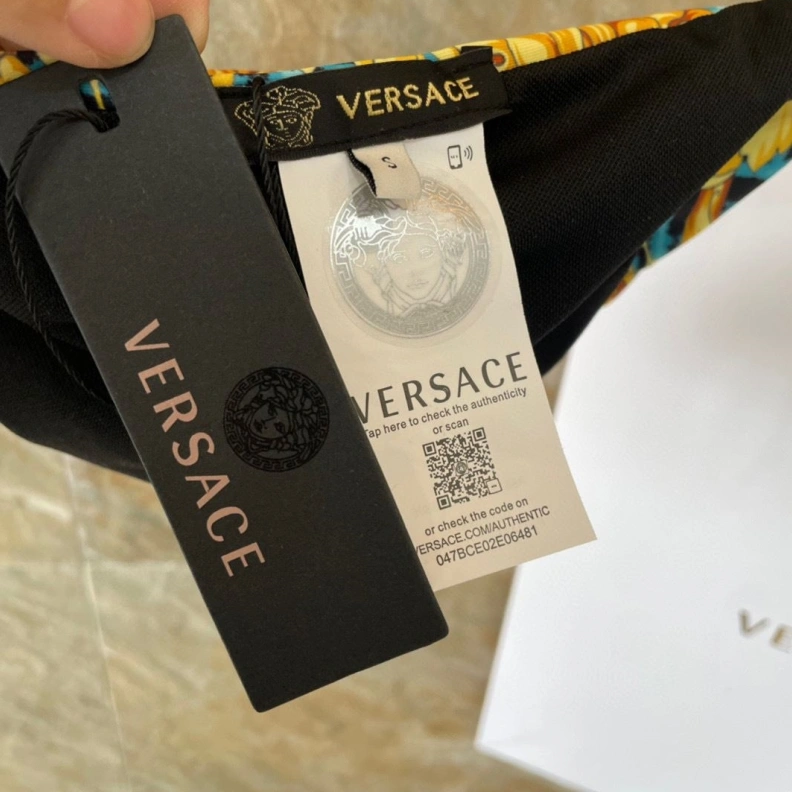 VERSACE
S
VERSACE
VERSACE
Tap here to check the authenticity
or scan
or check the code on
VERSACE.COM/AUTHENTIC
047BCE02E06481
VE